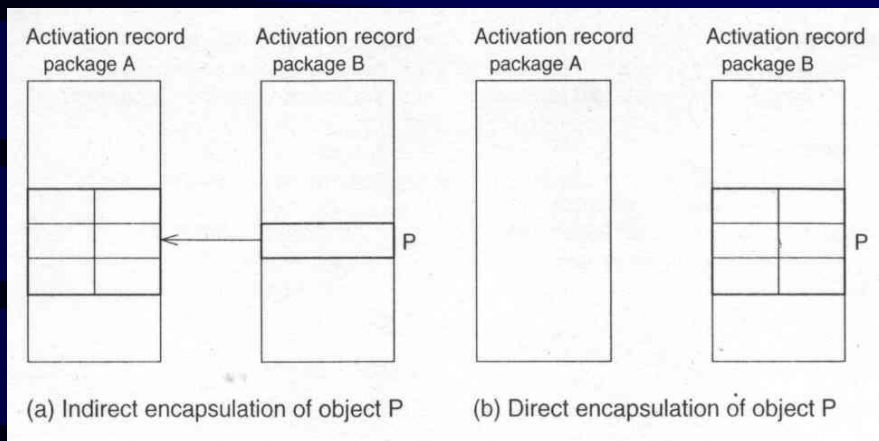 Activation record
package A
Activation record
package B
Activation record
package A
Activation record
package B
P
P
(a) Indirect encapsulation of object P
(b) Direct encapsulation of object P